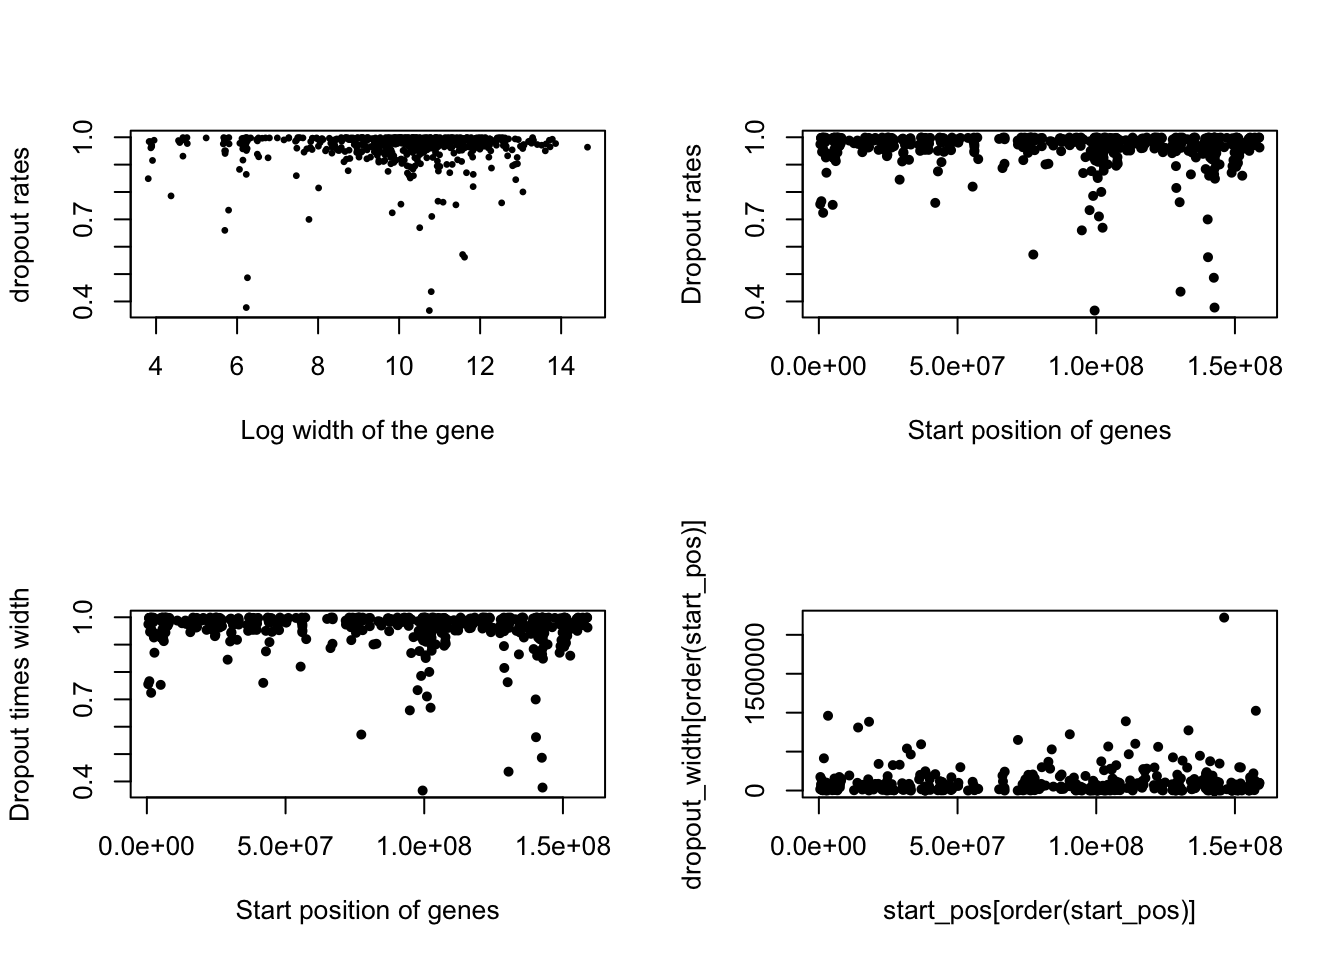 dropout rates
1.0
0.7
0.4
4 6 8 10 12 14
Log width of the gene
Dropout rates
1.0
0.7
0.4
0.0e+00 5.0e+07 1.0e+08 1.5e+08
Start position of genes
Dropout times width
1.0
0.7
0.4
0.0e+00 5.0e+07 1.0e+08 1.5e+08
Start position of genes
dropout_width[order(start_pos)]
1500000
0
0.0e+00 5.0e+07 1.0e+08 1.5e+08
start_pos[order(start_pos)]